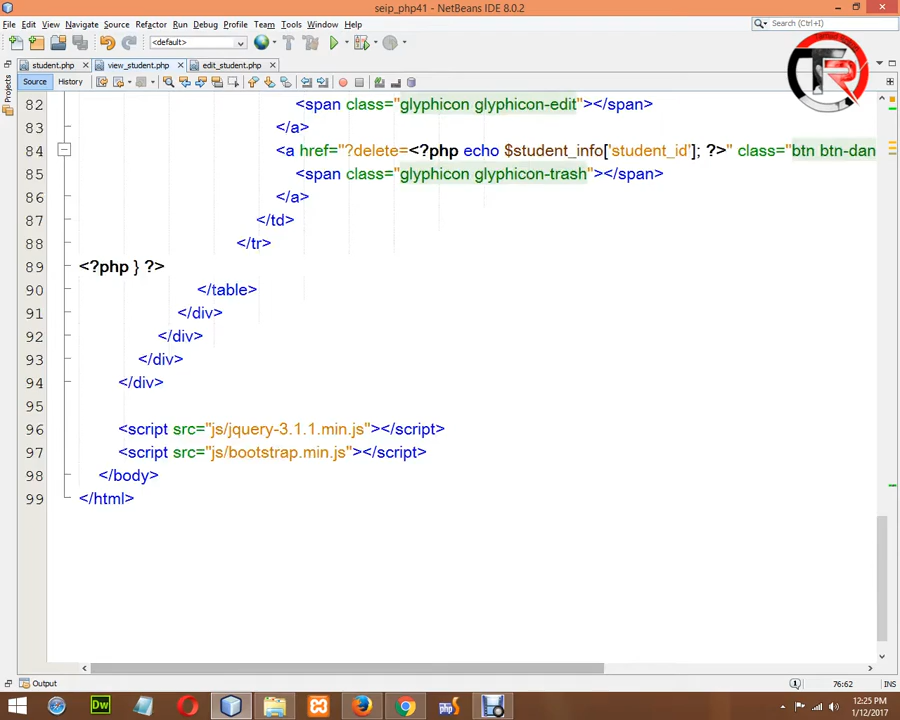 seip_php41 - NetBeans IDE 8.0.2
File Edit View Navigate Source Refactor Run Debug Profile Team Tools Window Help
Search (Ctrl+I)
<default>
student.php view_student.php edit_student.php
Source History
Projects
82 <span class="glyphicon glyphicon-edit"></span>
83 </a>
84 <a href="?delete=<?php echo $student_info['student_id']; ?>" class="btn btn-dan
85 <span class="glyphicon glyphicon-trash"></span>
86 </a>
87 </td>
88 </tr>
89 <?php } ?>
90 </table>
91 </div>
92 </div>
93 </div>
94 </div>
95
96 <script src="js/jquery-3.1.1.min.js"></script>
97 <script src="js/bootstrap.min.js"></script>
98 </body>
99 </html>
Output
76:62 INS
Dw
12:25 PM
1/12/2017